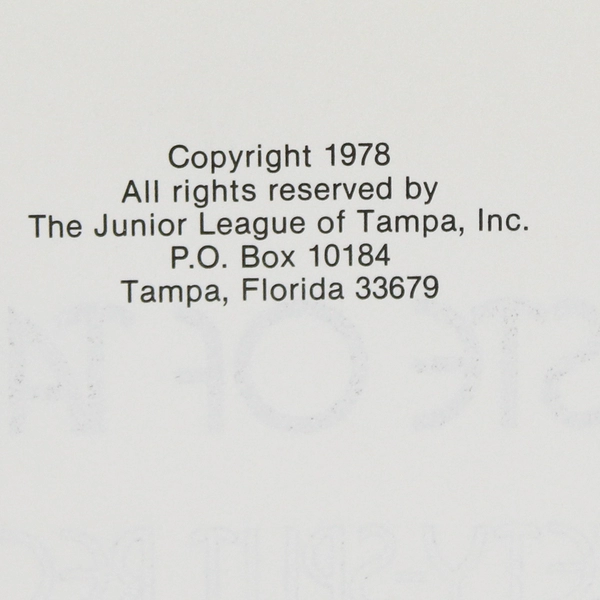 Copyright 1978
All rights reserved by
The Junior League of Tampa, Inc.
P.O. Box 10184
Tampa, Florida 33679